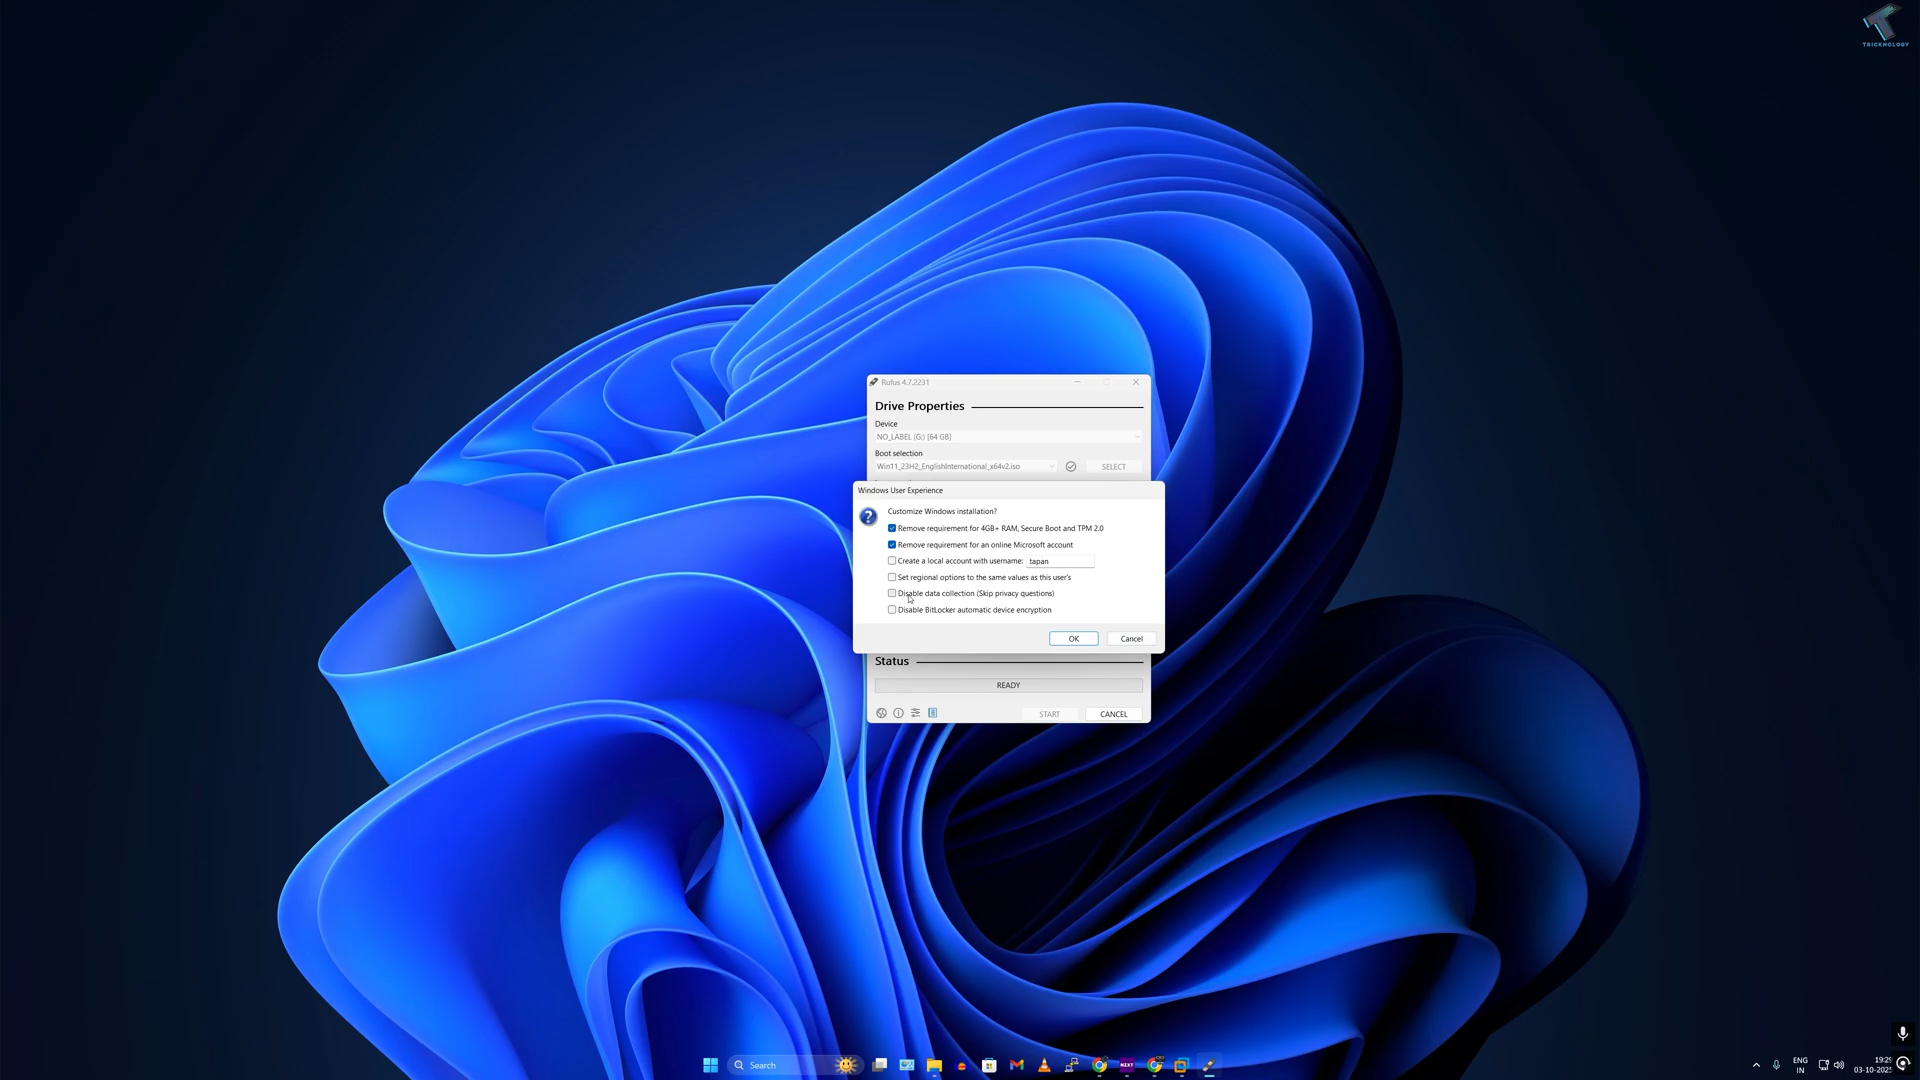 TRICKNOLOGY
Rufus 4.7.2231
Drive Properties
Device
NO_LABEL (G:) [64 GB]
Boot selection
Win11_23H2_EnglishInternational_x64v2.iso
SELECT
Windows User Experience
Customize Windows installation?
Remove requirement for 4GB+ RAM, Secure Boot and TPM 2.0
Remove requirement for an online Microsoft account
Create a local account with username: tapan
Set regional options to the same values as this user's
Disable data collection (Skip privacy questions)
Disable BitLocker automatic device encryption
OK Cancel
Status
READY
START CANCEL
Search
NEXT
ENG
IN
19:29
03-10-2025